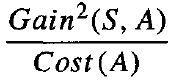 Gain²(S, A)
Cost(A)